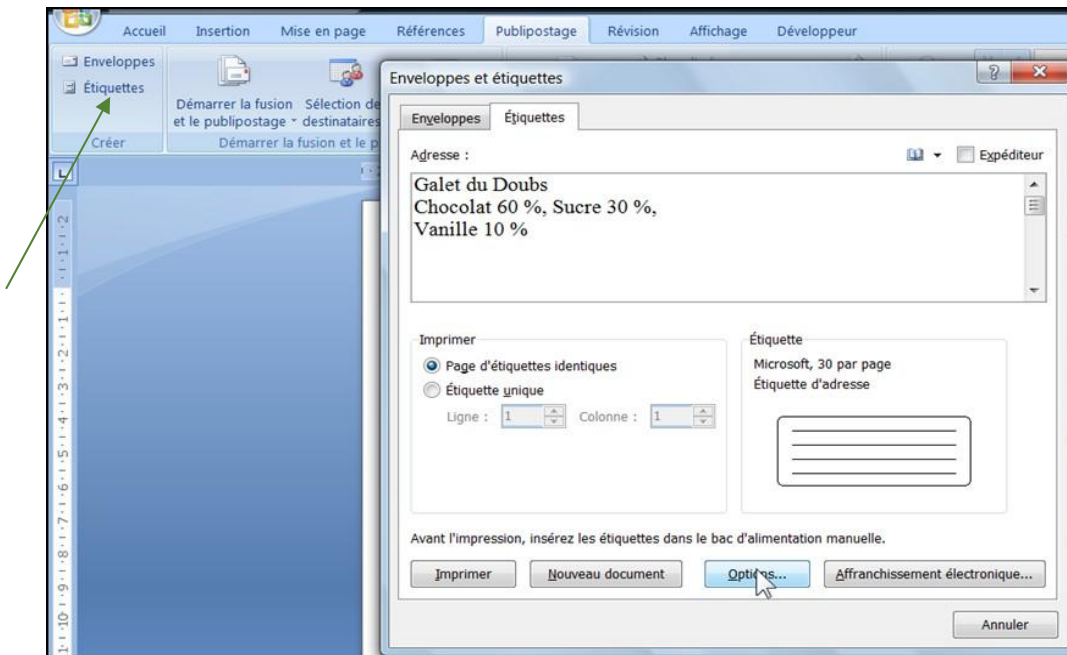 Accueil Insertion Mise en page Références Publipostage Révision Affichage Développeur
Enveloppes
Étiquettes
Démarrer la fusion
et le publipostage
Sélection de
destinataires
Créer
Démarrer la fusion et le p
Enveloppes et étiquettes
Enveloppes Étiquettes
Adresse :
Expéditeur
Galet du Doubs
Chocolat 60 %, Sucre 30 %,
Vanille 10 %
Imprimer
Page d'étiquettes identiques
Étiquette unique
Ligne : 1 Colonne : 1
Étiquette
Microsoft, 30 par page
Étiquette d'adresse
Avant l'impression, insérez les étiquettes dans le bac d'alimentation manuelle.
Imprimer Nouveau document Options... Affranchissement électronique...
Annuler